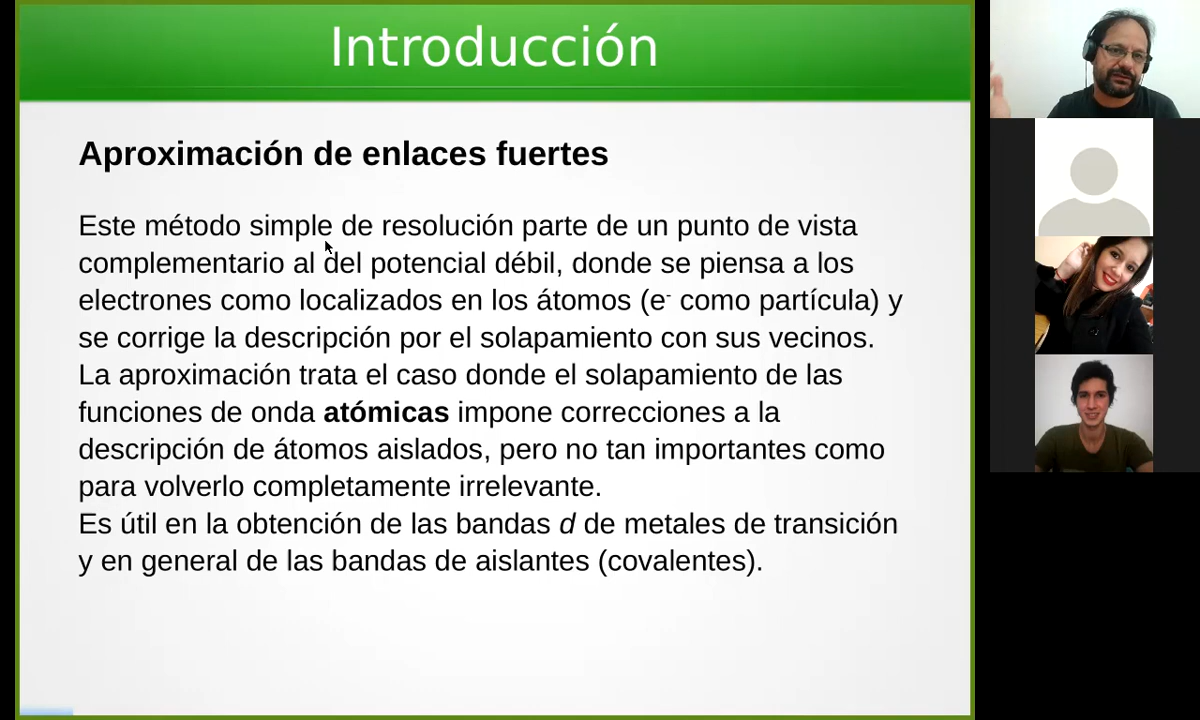 Introducción
Aproximación de enlaces fuertes
Este método simple de resolución parte de un punto de vista
complementario al del potencial débil, donde se piensa a los
electrones como localizados en los átomos (e⁻ como partícula) y
se corrige la descripción por el solapamiento con sus vecinos.
La aproximación trata el caso donde el solapamiento de las
funciones de onda atómicas impone correcciones a la
descripción de átomos aislados, pero no tan importantes como
para volverlo completamente irrelevante.
Es útil en la obtención de las bandas d de metales de transición
y en general de las bandas de aislantes (covalentes).